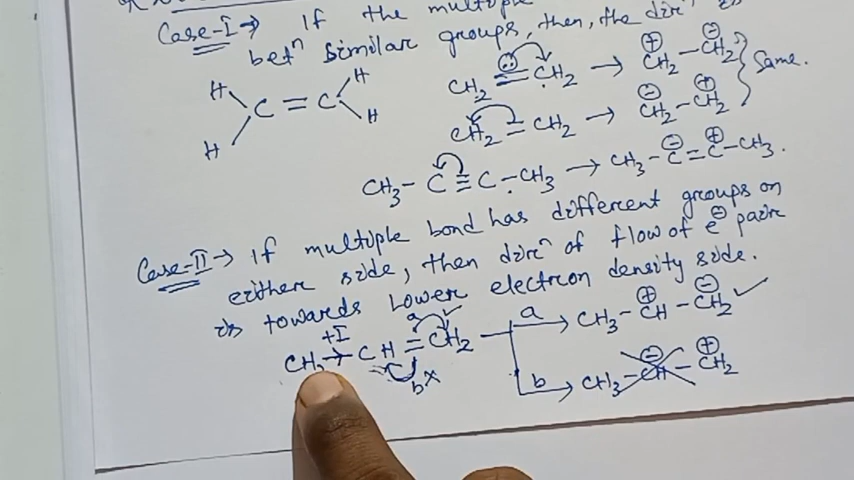 Case-I → If the multiple
betⁿ similar groups, then, the dirⁿ
H H
C = C
H H
CH₂ = CH₂ → ⊕CH₂ – ⊖CH₂
CH₂ = CH₂ → ⊖CH₂ – ⊕CH₂
Same.
CH₃ – C ≡ C – CH₃ → CH₃ – ⊖C = ⊕C – CH₃.
Case-II → If multiple bond has different groups on
either side, then dirⁿ of flow of e⊖ pair
is towards lower electron density side.
+I a ✓
CH₃ → CH = CH₂ a → CH₃ – ⊕CH – ⊖CH₂ ✓
b ×
b → CH₃ – ⊖CH – ⊕CH₂